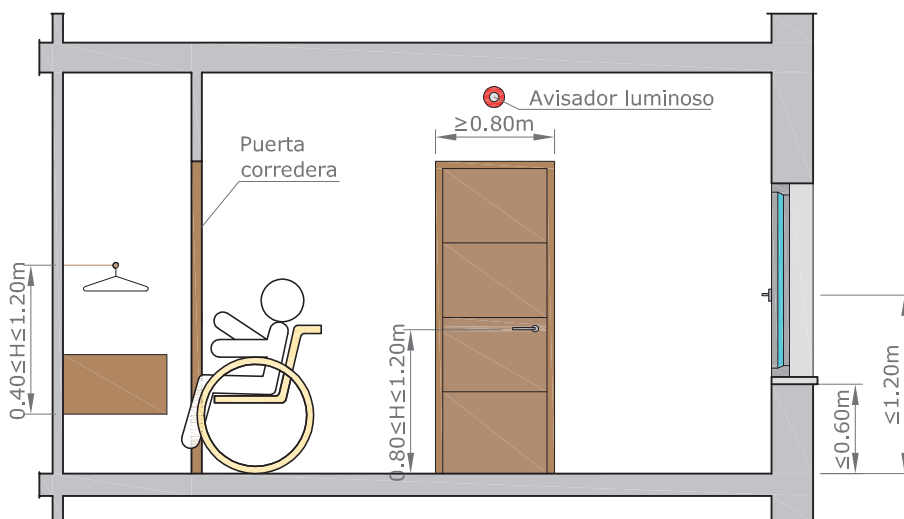 Avisador luminoso
≥0.80m
Puerta
corredera
0.40≤H≤1.20m
0.80≤H≤1.20m
≤0.60m
≤1.20m